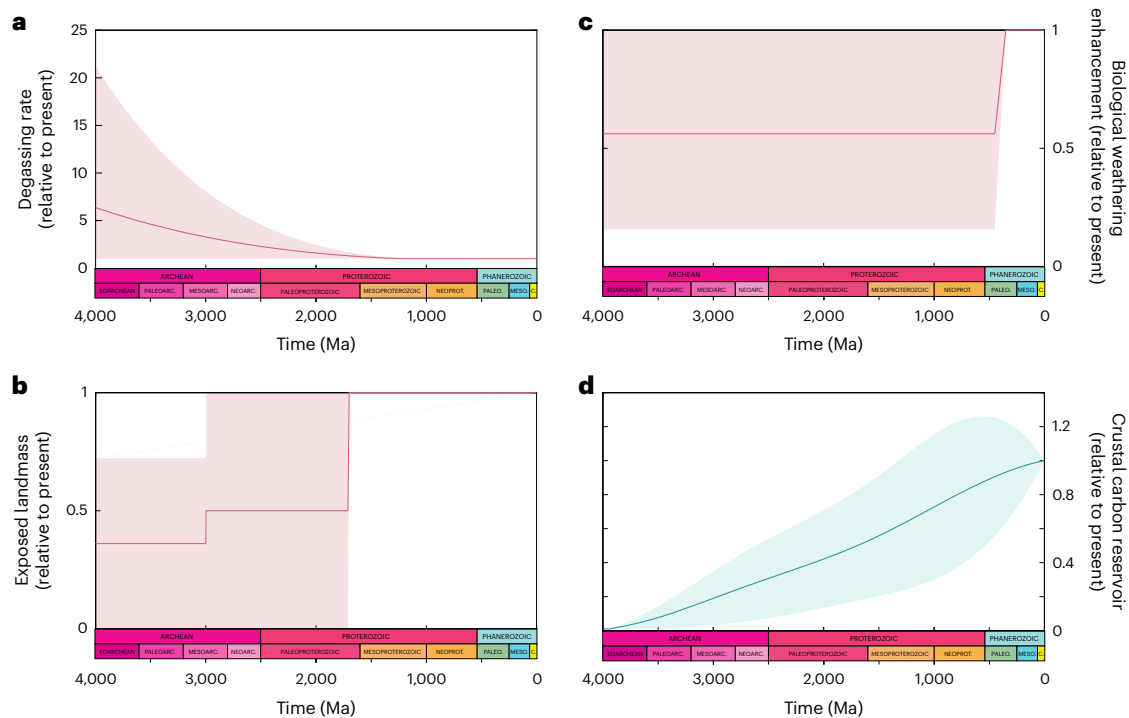 a
25
20
15
10
5
0
Degassing rate
(relative to present)
ARCHEAN PROTEROZOIC PHANEROZOIC
EOARCHEAN PALEOARC. MESOARC. NEOARC. PALEOPROTEROZOIC MESOPROTEROZOIC NEOPROT. PALEO. MESO. C.
4,000 3,000 2,000 1,000 0
Time (Ma)
c
1
0.5
0
Biological weathering
enhancement (relative to present)
ARCHEAN PROTEROZOIC PHANEROZOIC
EOARCHEAN PALEOARC. MESOARC. NEOARC. PALEOPROTEROZOIC MESOPROTEROZOIC NEOPROT. PALEO. MESO. C.
4,000 3,000 2,000 1,000 0
Time (Ma)
b
1
0.5
0
Exposed landmass
(relative to present)
ARCHEAN PROTEROZOIC PHANEROZOIC
EOARCHEAN PALEOARC. MESOARC. NEOARC. PALEOPROTEROZOIC MESOPROTEROZOIC NEOPROT. PALEO. MESO. C.
4,000 3,000 2,000 1,000 0
Time (Ma)
d
1.2
0.8
0.4
0
Crustal carbon reservoir
(relative to present)
ARCHEAN PROTEROZOIC PHANEROZOIC
EOARCHEAN PALEOARC. MESOARC. NEOARC. PALEOPROTEROZOIC MESOPROTEROZOIC NEOPROT. PALEO. MESO. C.
4,000 3,000 2,000 1,000 0
Time (Ma)